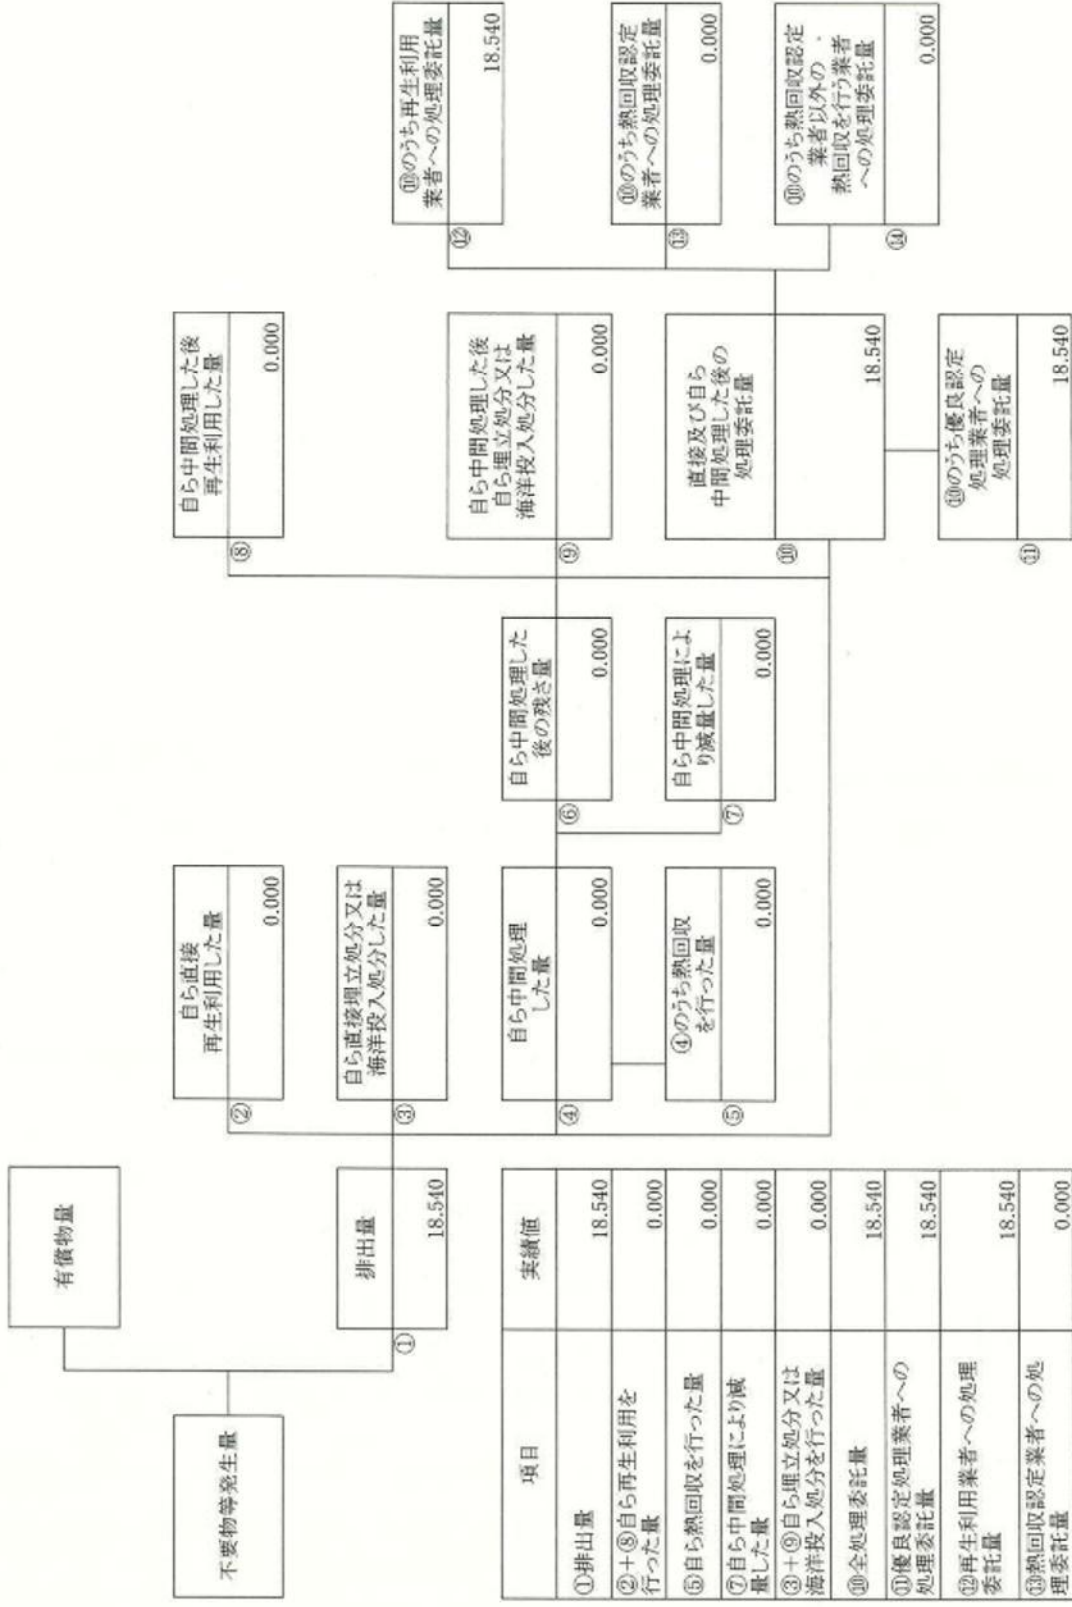 有償物量
不要物等発生量
排出量
①
18.540
自ら直接
再生利用した量
②
0.000
自ら直接埋立処分又は
海洋投入処分した量
③
0.000
自ら中間処理
した量
④
0.000
④のうち熱回収
を行った量
⑤
0.000
自ら中間処理した
後の残さ量
⑥
0.000
自ら中間処理によ
り減量した量
⑦
0.000
自ら中間処理した後
再生利用した量
⑧
0.000
自ら中間処理した後
自ら埋立処分又は
海洋投入処分した量
⑨
0.000
直接及び自ら
中間処理した後の
処理委託量
⑩
18.540
⑩のうち優良認定
処理業者への
処理委託量
⑪
18.540
⑩のうち再生利用
業者への処理委託量
⑫
18.540
⑩のうち熱回収認定
業者への処理委託量
⑬
0.000
⑩のうち熱回収認定
業者以外の
熱回収を行う業者
への処理委託量
⑭
0.000
項目 実績値
①排出量 18.540
②+⑧自ら再生利用を
行った量 0.000
⑤自ら熱回収を行った量 0.000
⑦自ら中間処理により減
量した量 0.000
③+⑨自ら埋立処分又は
海洋投入処分を行った量 0.000
⑩全処理委託量 18.540
⑪優良認定処理業者への
処理委託量 18.540
⑫再生利用業者への処理
委託量 18.540
⑬熱回収認定業者への処
理委託量 0.000